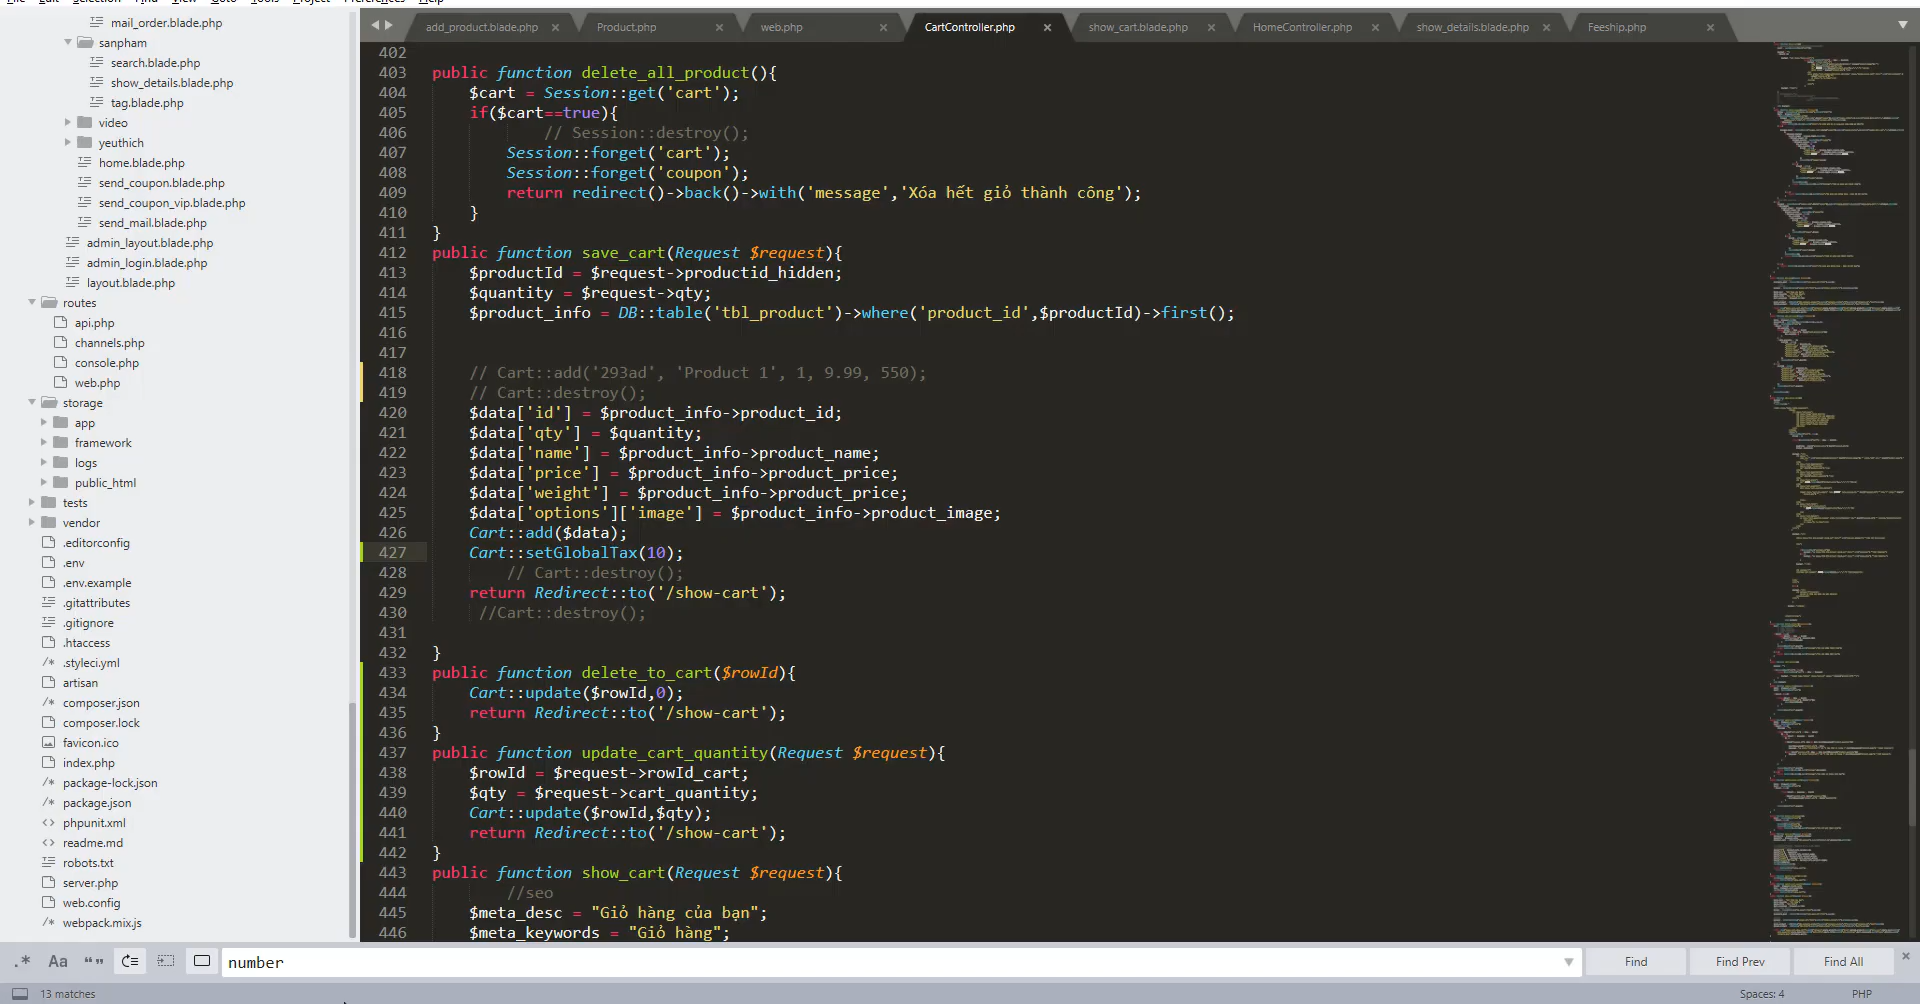 File Edit Selection Find View Goto Tools Project Preferences Help
mail_order.blade.php
sanpham
search.blade.php
show_details.blade.php
tag.blade.php
video
yeuthich
home.blade.php
send_coupon.blade.php
send_coupon_vip.blade.php
send_mail.blade.php
admin_layout.blade.php
admin_login.blade.php
layout.blade.php
routes
api.php
channels.php
console.php
web.php
storage
app
framework
logs
public_html
tests
vendor
.editorconfig
.env
.env.example
.gitattributes
.gitignore
.htaccess
.styleci.yml
artisan
composer.json
composer.lock
favicon.ico
index.php
package-lock.json
package.json
phpunit.xml
readme.md
robots.txt
server.php
web.config
webpack.mix.js
add_product.blade.php Product.php web.php CartController.php show_cart.blade.php HomeController.php show_details.blade.php Feeship.php
402
403 public function delete_all_product(){
404 $cart = Session::get('cart');
405 if($cart==true){
406 // Session::destroy();
407 Session::forget('cart');
408 Session::forget('coupon');
409 return redirect()->back()->with('message','Xóa hết giỏ thành công');
410 }
411 }
412 public function save_cart(Request $request){
413 $productId = $request->productid_hidden;
414 $quantity = $request->qty;
415 $product_info = DB::table('tbl_product')->where('product_id',$productId)->first();
416
417
418 // Cart::add('293ad', 'Product 1', 1, 9.99, 550);
419 // Cart::destroy();
420 $data['id'] = $product_info->product_id;
421 $data['qty'] = $quantity;
422 $data['name'] = $product_info->product_name;
423 $data['price'] = $product_info->product_price;
424 $data['weight'] = $product_info->product_price;
425 $data['options']['image'] = $product_info->product_image;
426 Cart::add($data);
427 Cart::setGlobalTax(10);
428 // Cart::destroy();
429 return Redirect::to('/show-cart');
430 //Cart::destroy();
431
432 }
433 public function delete_to_cart($rowId){
434 Cart::update($rowId,0);
435 return Redirect::to('/show-cart');
436 }
437 public function update_cart_quantity(Request $request){
438 $rowId = $request->rowId_cart;
439 $qty = $request->cart_quantity;
440 Cart::update($rowId,$qty);
441 return Redirect::to('/show-cart');
442 }
443 public function show_cart(Request $request){
444 //seo
445 $meta_desc = "Giỏ hàng của bạn";
446 $meta_keywords = "Giỏ hàng";
.* Aa “” number Find Find Prev Find All
13 matches Spaces: 4 PHP